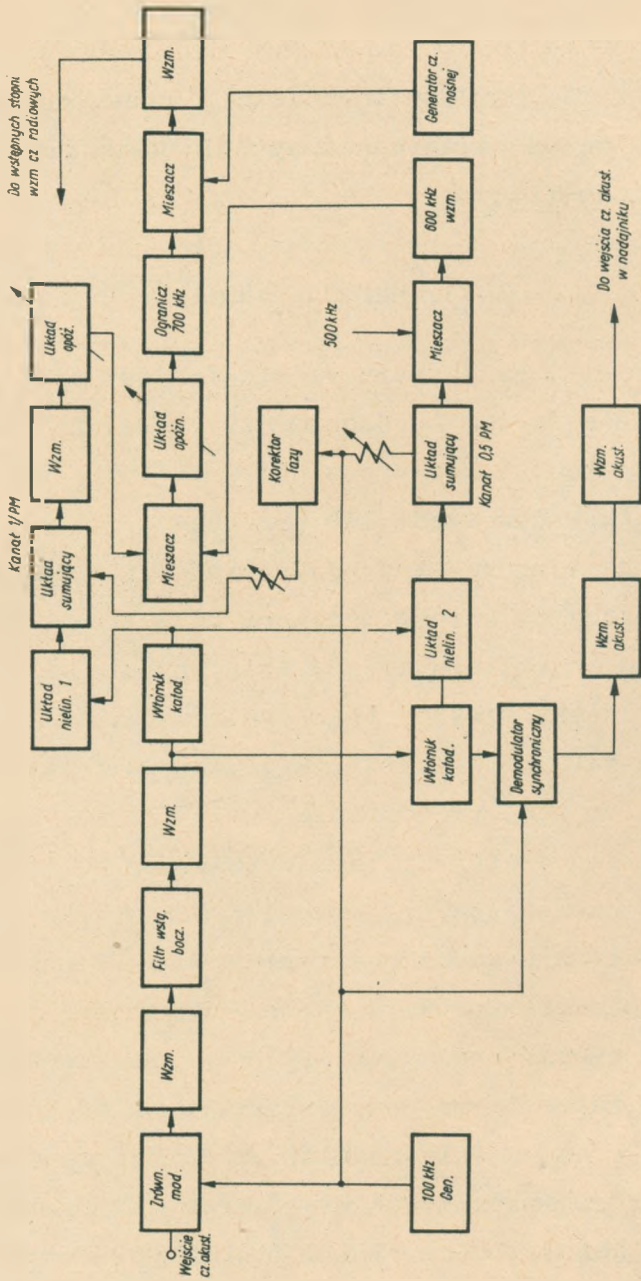 Do wstępnych stopni
wzm cz radiowych
Kanał 1/PM
Układ
nielin. 1
Układ
sumujący
Wzm.
Układ
opóź.
Wejście
cz akust.
Zrówn.
mod.
Wzm.
Filtr wstg.
bocz.
Wzm.
Wtórnik
katod.
Mieszacz
Układ
opóźn.
Ogranicz
700 kHz
Mieszacz
Wzm.
Korektor
fazy
100 kHz
Gen.
Wtórnik
katod.
Układ
nielin. 2
Układ
sumujący
Kanał 0,5 PM
500 kHz
Mieszacz
600 kHz
wzm.
Generator cz.
nośnej
Demodulator
synchroniczny
Wzm
akust.
Wzm.
akust.
Do wejścia cz. akust.
w nadajniku